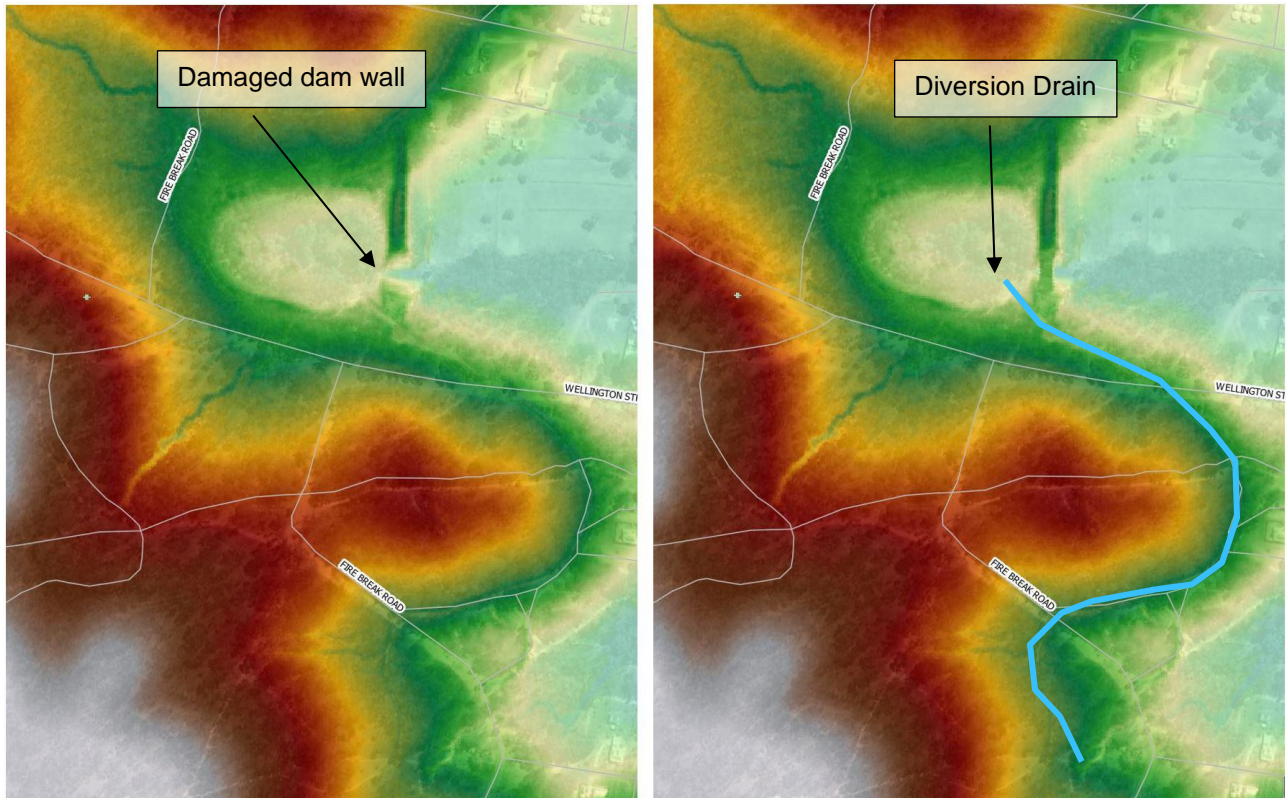 Damaged dam wall
FIRE BREAK ROAD
WELLINGTON STR
FIRE BREAK ROAD
Diversion Drain
FIRE BREAK ROAD
WELLINGTON ST
FIRE BREAK ROAD